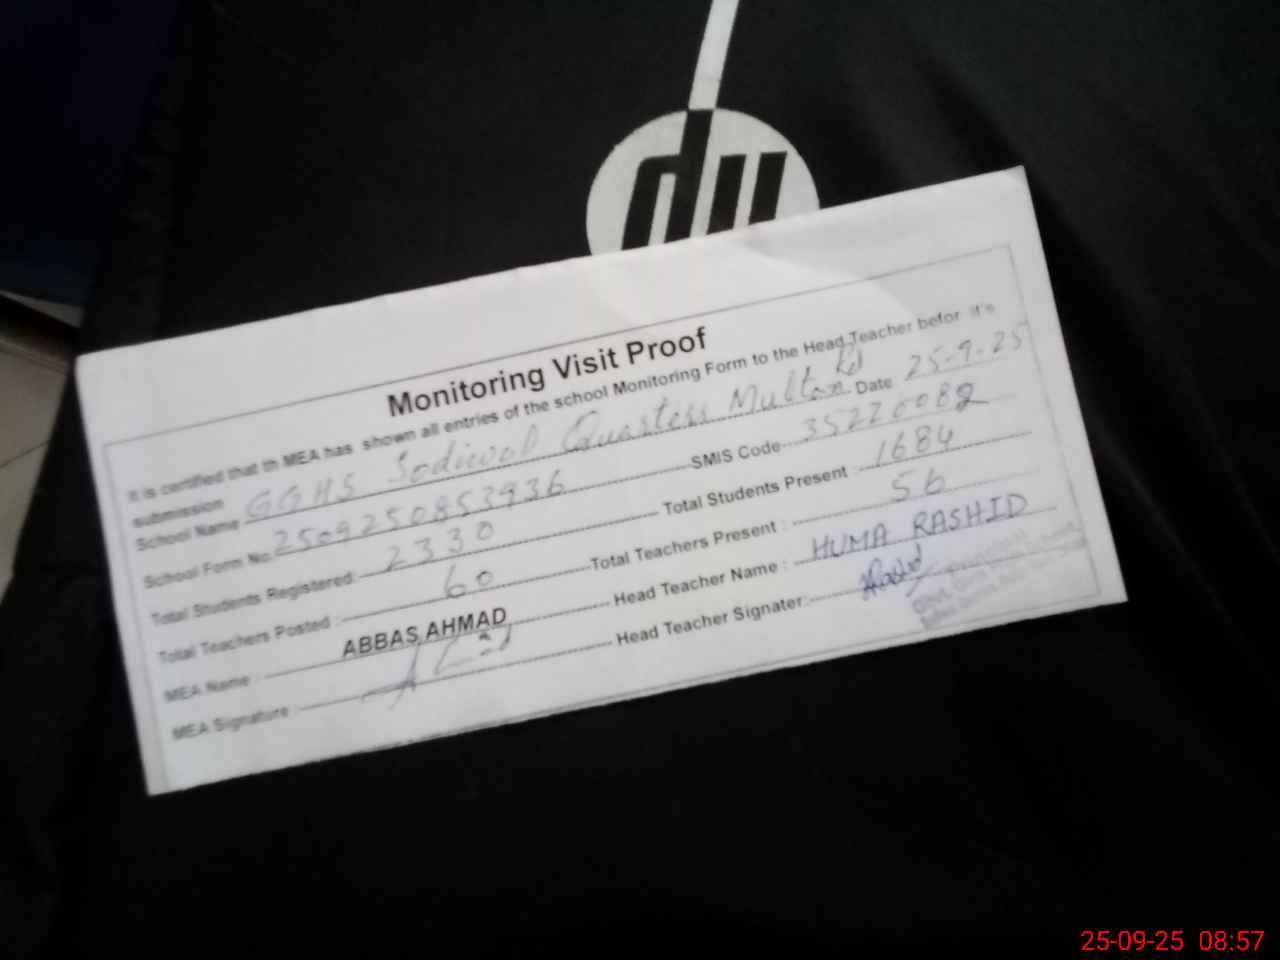 hp
Monitoring Visit Proof
It is certified that th MEA has shown all entries of the school Monitoring Form to the Head Teacher befor it's
submission
School Name GGHS Sodiwal Quarters Multan Rd Date 25-9-25
School Form No. 2509250853936 SMIS Code 35220082
Total Students Registered: 2330 Total Students Present : 1684
Total Teachers Posted : 60 Total Teachers Present : 56
MEA Name : ABBAS AHMAD Head Teacher Name : HUMA RASHID
MEA Signature : Head Teacher Signater: HRashid
25-09-25 08:57